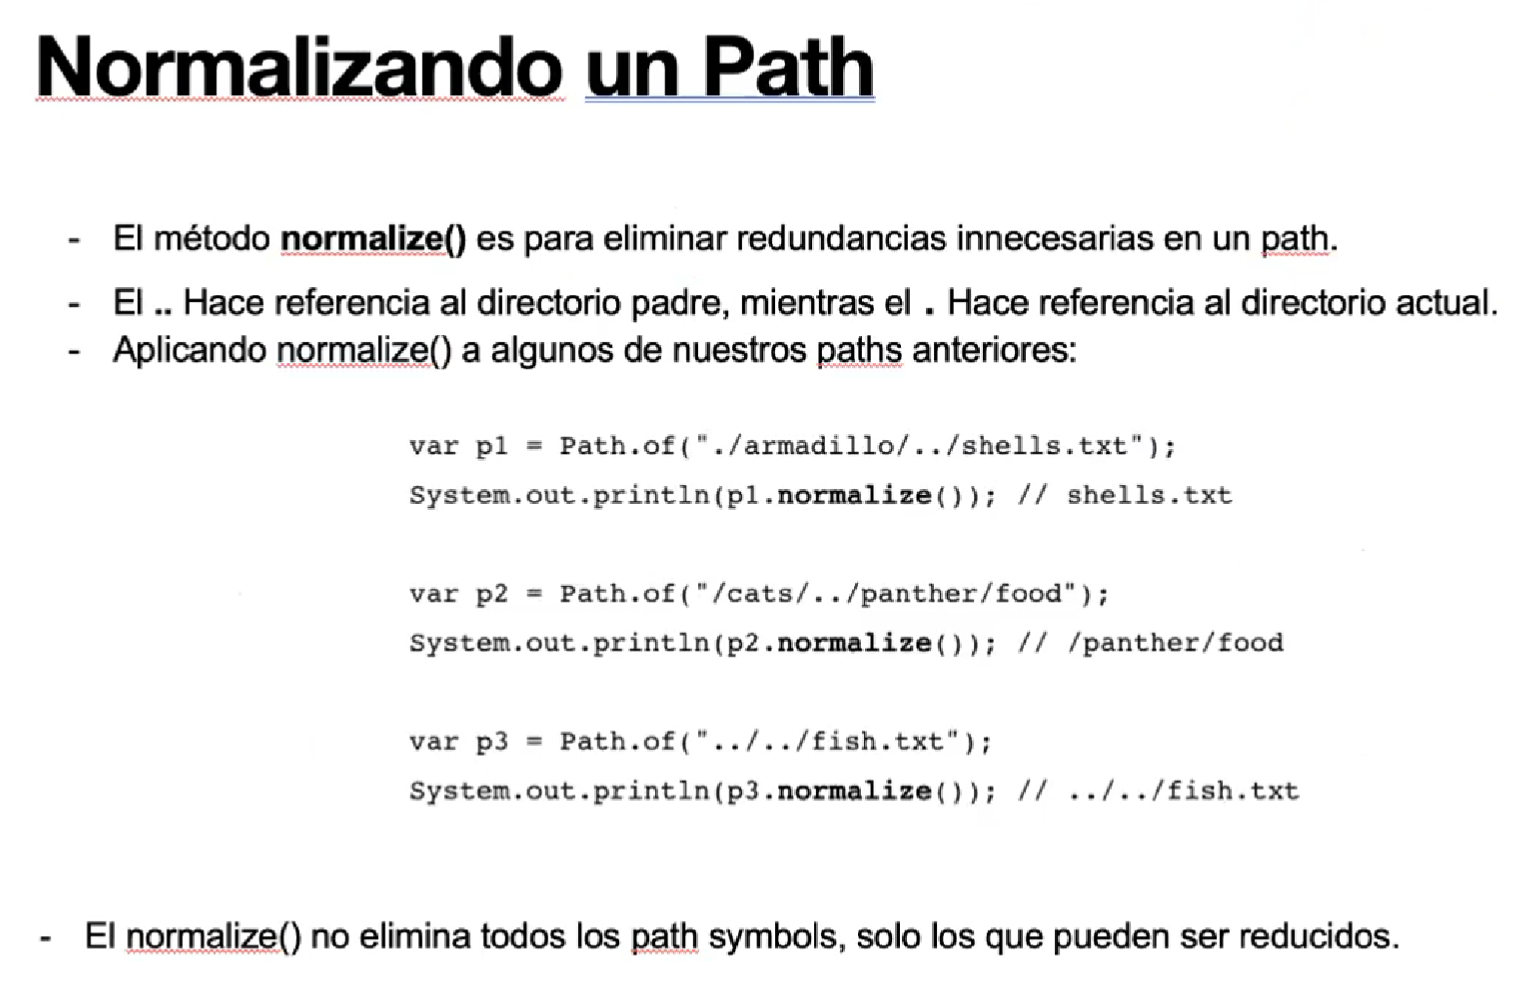 Normalizando un Path
- El método normalize() es para eliminar redundancias innecesarias en un path.
- El .. Hace referencia al directorio padre, mientras el . Hace referencia al directorio actual.
- Aplicando normalize() a algunos de nuestros paths anteriores:
var p1 = Path.of("./armadillo/../shells.txt");
System.out.println(p1.normalize()); // shells.txt
var p2 = Path.of("/cats/../panther/food");
System.out.println(p2.normalize()); // /panther/food
var p3 = Path.of("../../fish.txt");
System.out.println(p3.normalize()); // ../../fish.txt
- El normalize() no elimina todos los path symbols, solo los que pueden ser reducidos.